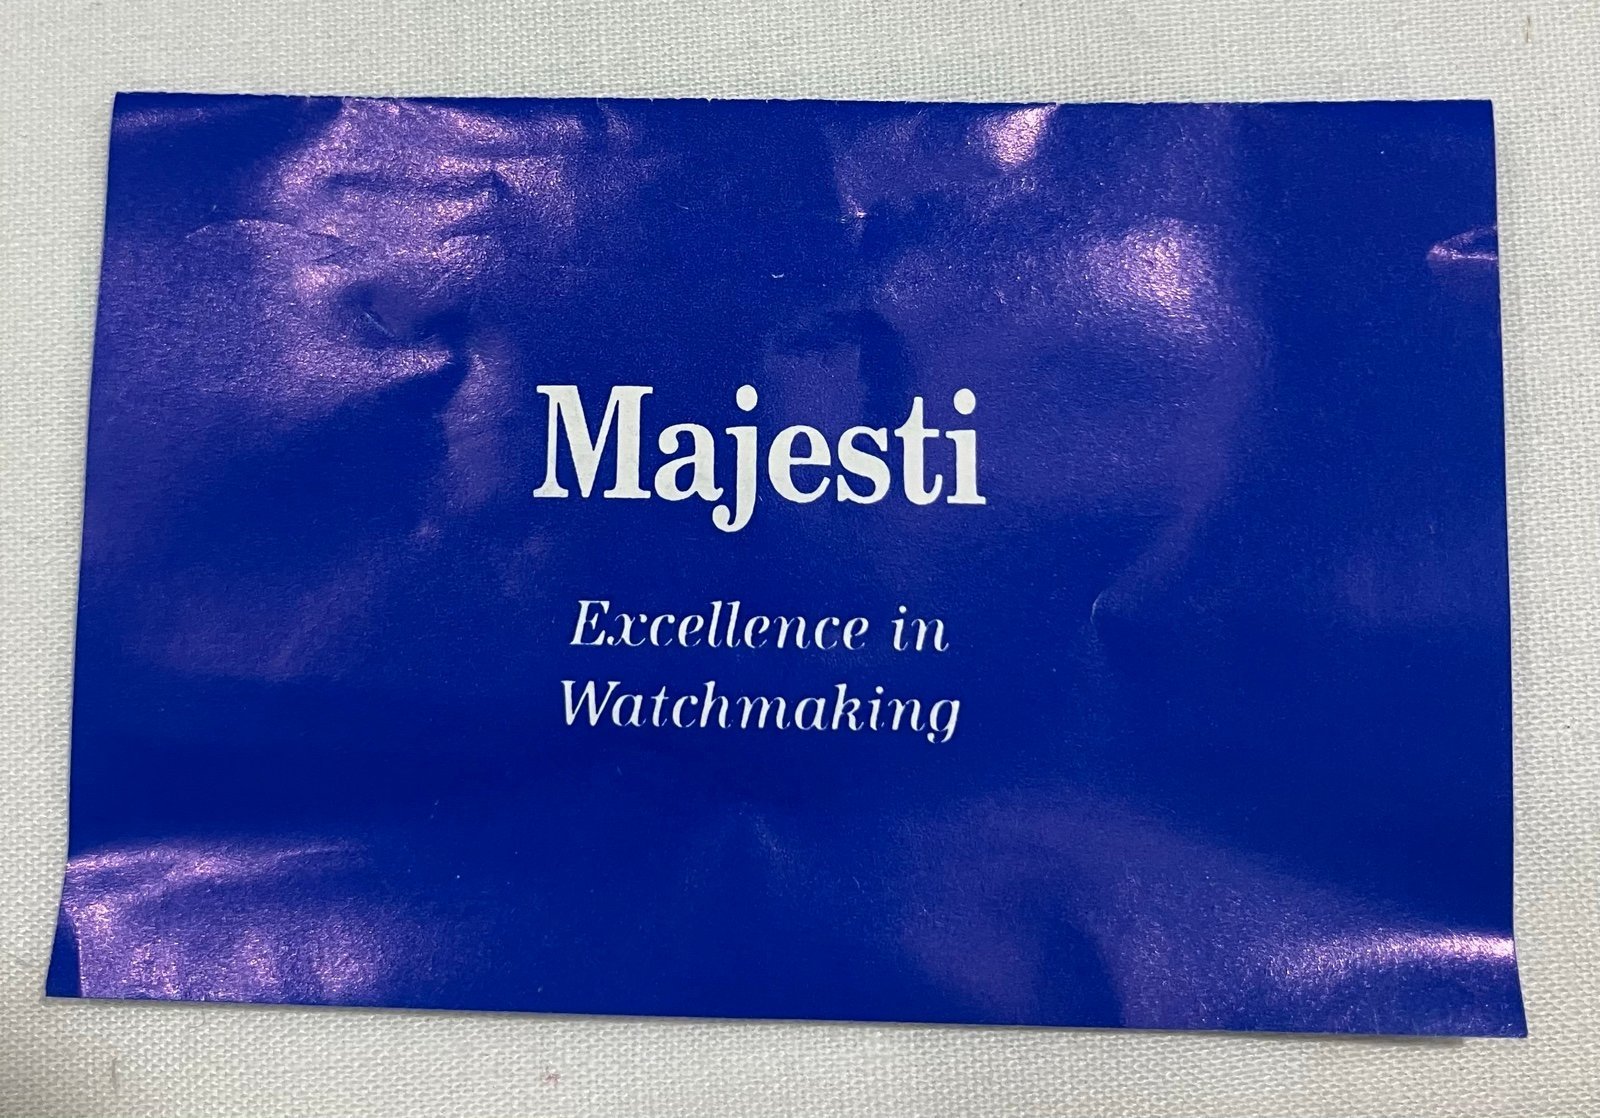 Majesti
Excellence in
Watchmaking